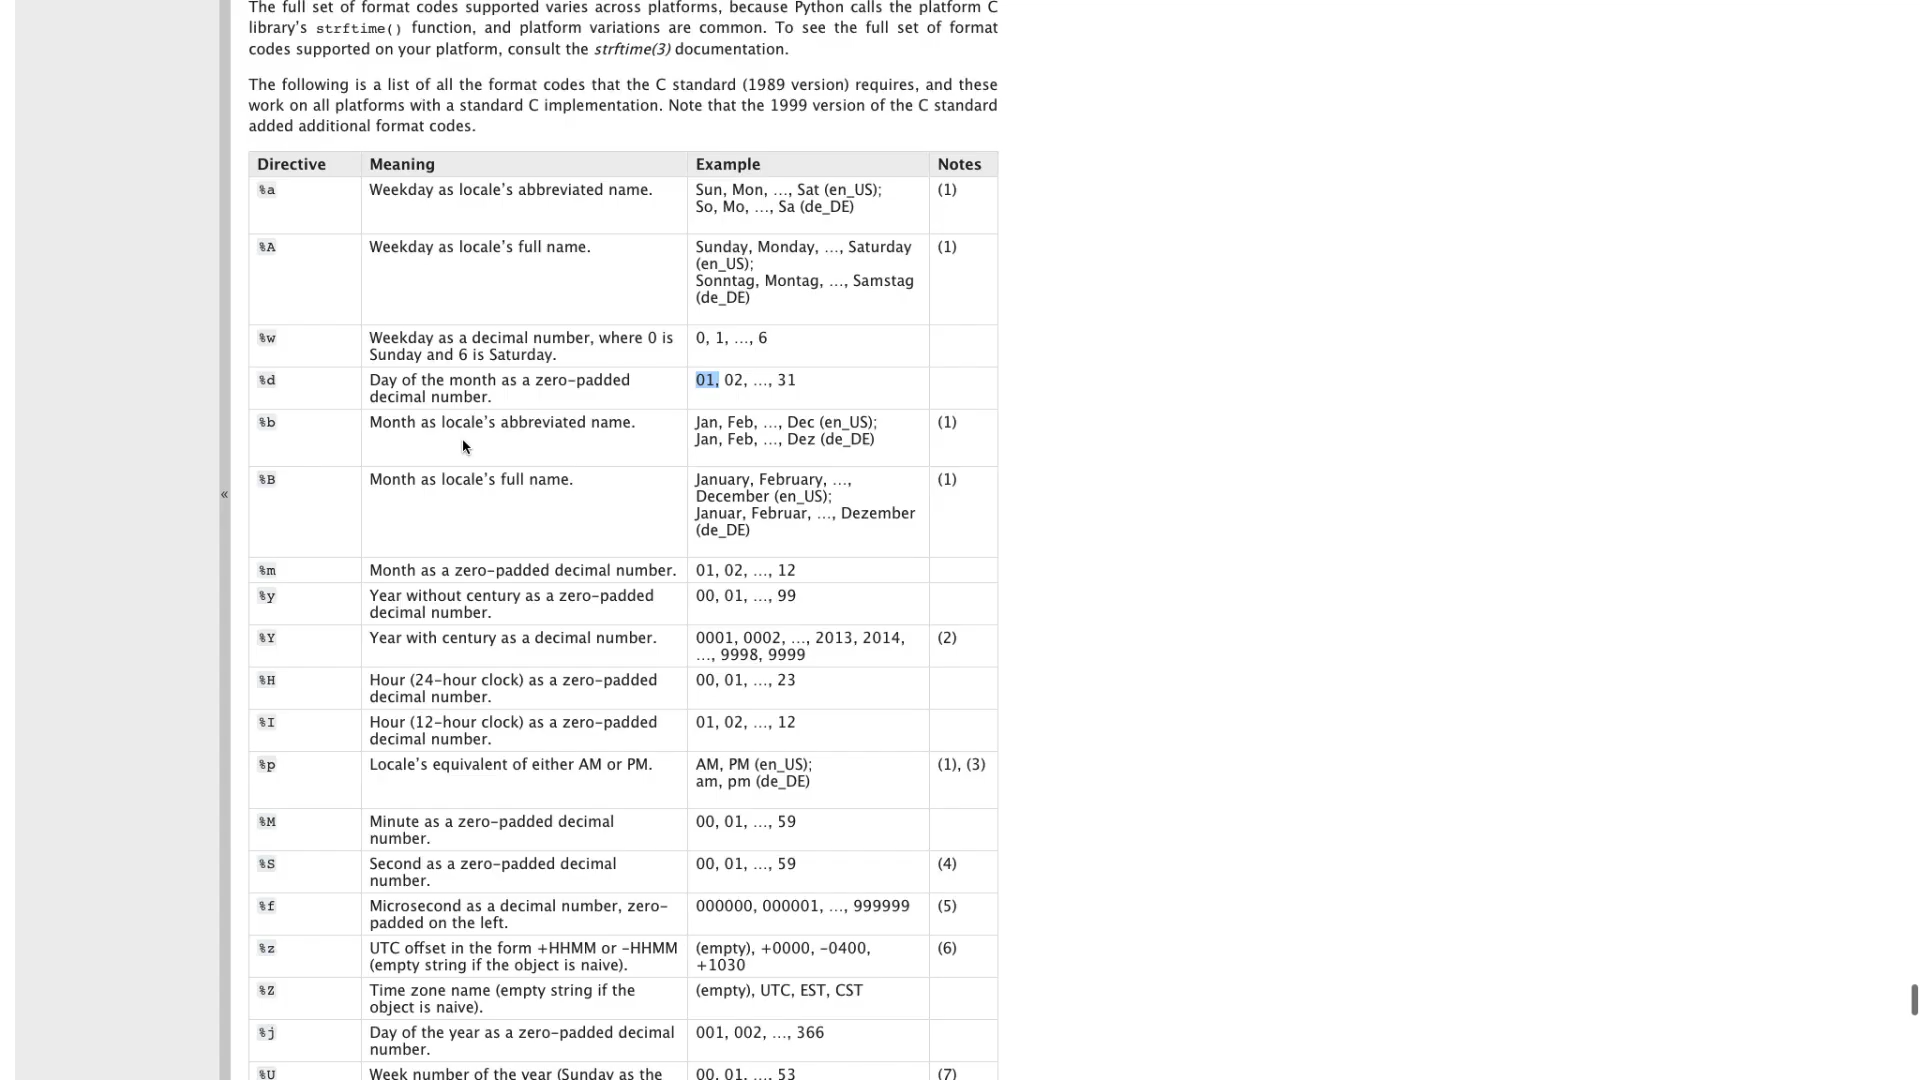 The full set of format codes supported varies across platforms, because Python calls the platform C
library’s strftime() function, and platform variations are common. To see the full set of format
codes supported on your platform, consult the strftime(3) documentation.
The following is a list of all the format codes that the C standard (1989 version) requires, and these
work on all platforms with a standard C implementation. Note that the 1999 version of the C standard
added additional format codes.
Directive Meaning Example Notes
%a Weekday as locale’s abbreviated name. Sun, Mon, …, Sat (en_US); (1)
So, Mo, …, Sa (de_DE)
%A Weekday as locale’s full name. Sunday, Monday, …, Saturday (1)
(en_US);
Sonntag, Montag, …, Samstag
(de_DE)
%w Weekday as a decimal number, where 0 is 0, 1, …, 6
Sunday and 6 is Saturday.
%d Day of the month as a zero-padded 01, 02, …, 31
decimal number.
%b Month as locale’s abbreviated name. Jan, Feb, …, Dec (en_US); (1)
Jan, Feb, …, Dez (de_DE)
%B Month as locale’s full name. January, February, …, (1)
December (en_US);
«
Januar, Februar, …, Dezember
(de_DE)
%m Month as a zero-padded decimal number. 01, 02, …, 12
%y Year without century as a zero-padded 00, 01, …, 99
decimal number.
%Y Year with century as a decimal number. 0001, 0002, …, 2013, 2014, (2)
…, 9998, 9999
%H Hour (24-hour clock) as a zero-padded 00, 01, …, 23
decimal number.
%I Hour (12-hour clock) as a zero-padded 01, 02, …, 12
decimal number.
%p Locale’s equivalent of either AM or PM. AM, PM (en_US); (1), (3)
am, pm (de_DE)
%M Minute as a zero-padded decimal 00, 01, …, 59
number.
%S Second as a zero-padded decimal 00, 01, …, 59 (4)
number.
%f Microsecond as a decimal number, zero- 000000, 000001, …, 999999 (5)
padded on the left.
%z UTC offset in the form +HHMM or -HHMM (empty), +0000, -0400, (6)
(empty string if the object is naive). +1030
%Z Time zone name (empty string if the (empty), UTC, EST, CST
object is naive).
%j Day of the year as a zero-padded decimal 001, 002, …, 366
number.
%U Week number of the year (Sunday as the 00, 01, …, 53 (7)